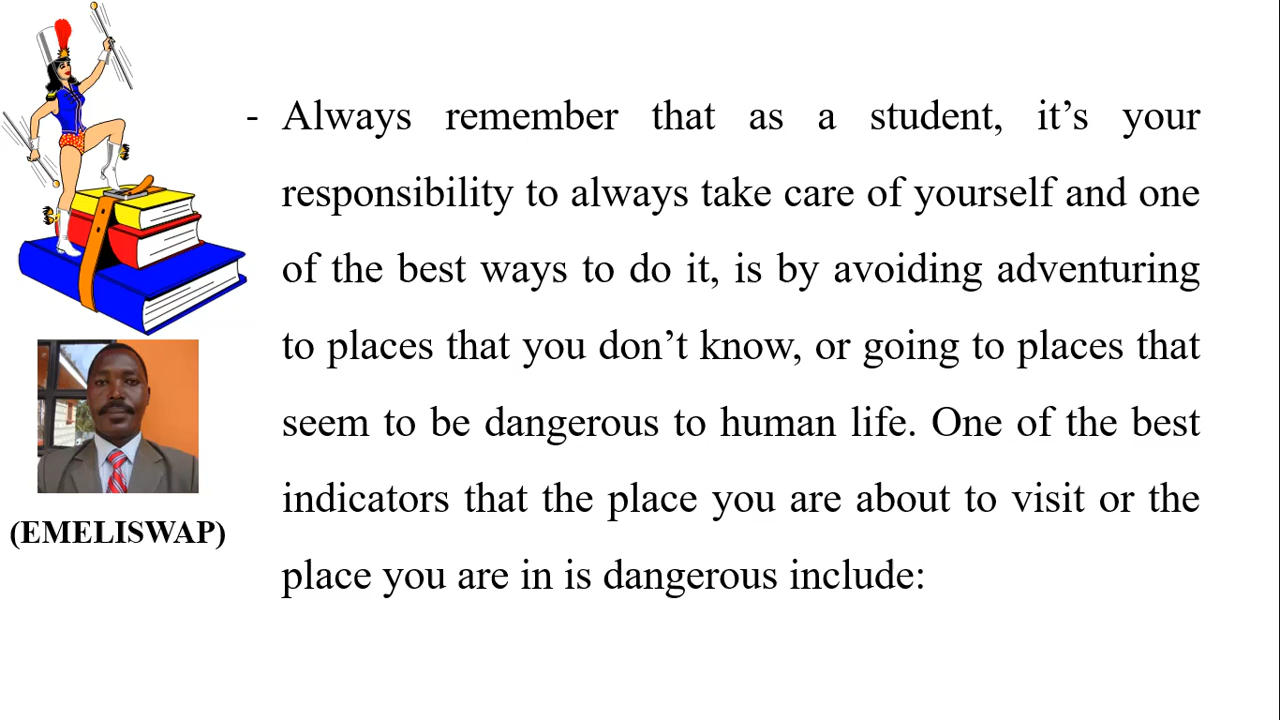 - Always remember that as a student, it’s your
responsibility to always take care of yourself and one
of the best ways to do it, is by avoiding adventuring
to places that you don’t know, or going to places that
seem to be dangerous to human life. One of the best
indicators that the place you are about to visit or the
place you are in is dangerous include:
(EMELISWAP)